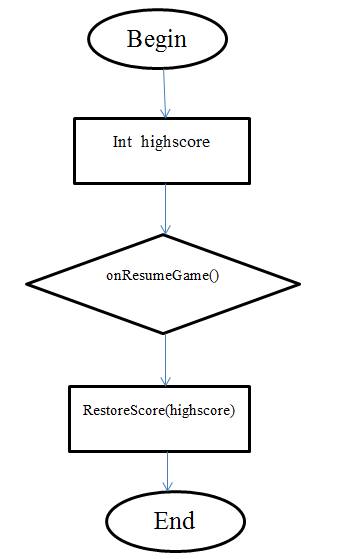 Begin
Int highscore
onResumeGame()
RestoreScore(highscore)
End